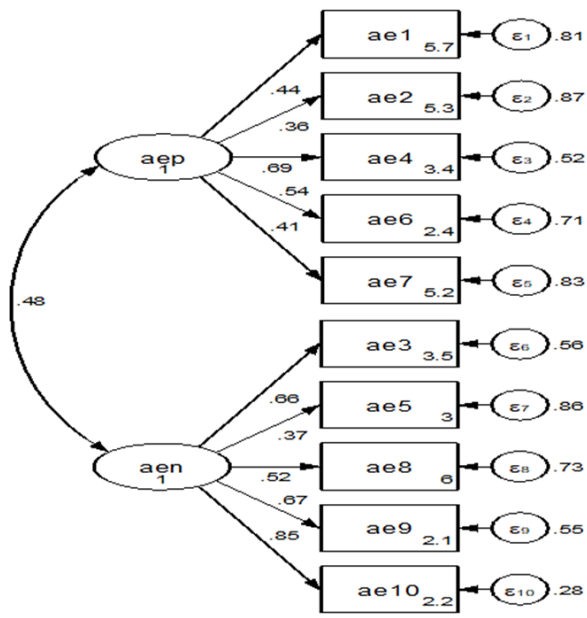 ae1 5.7 ε1 .81
.44
ae2 5.3 ε2 .87
.36
aep 1
ae4 3.4 ε3 .52
.69
.54
ae6 2.4 ε4 .71
.41
ae7 5.2 ε5 .83
.48
ae3 3.5 ε6 .56
.66
ae5 3 ε7 .86
.37
aen 1
ae8 6 ε8 .73
.52
.67
ae9 2.1 ε9 .55
.85
ae10 2.2 ε10 .28